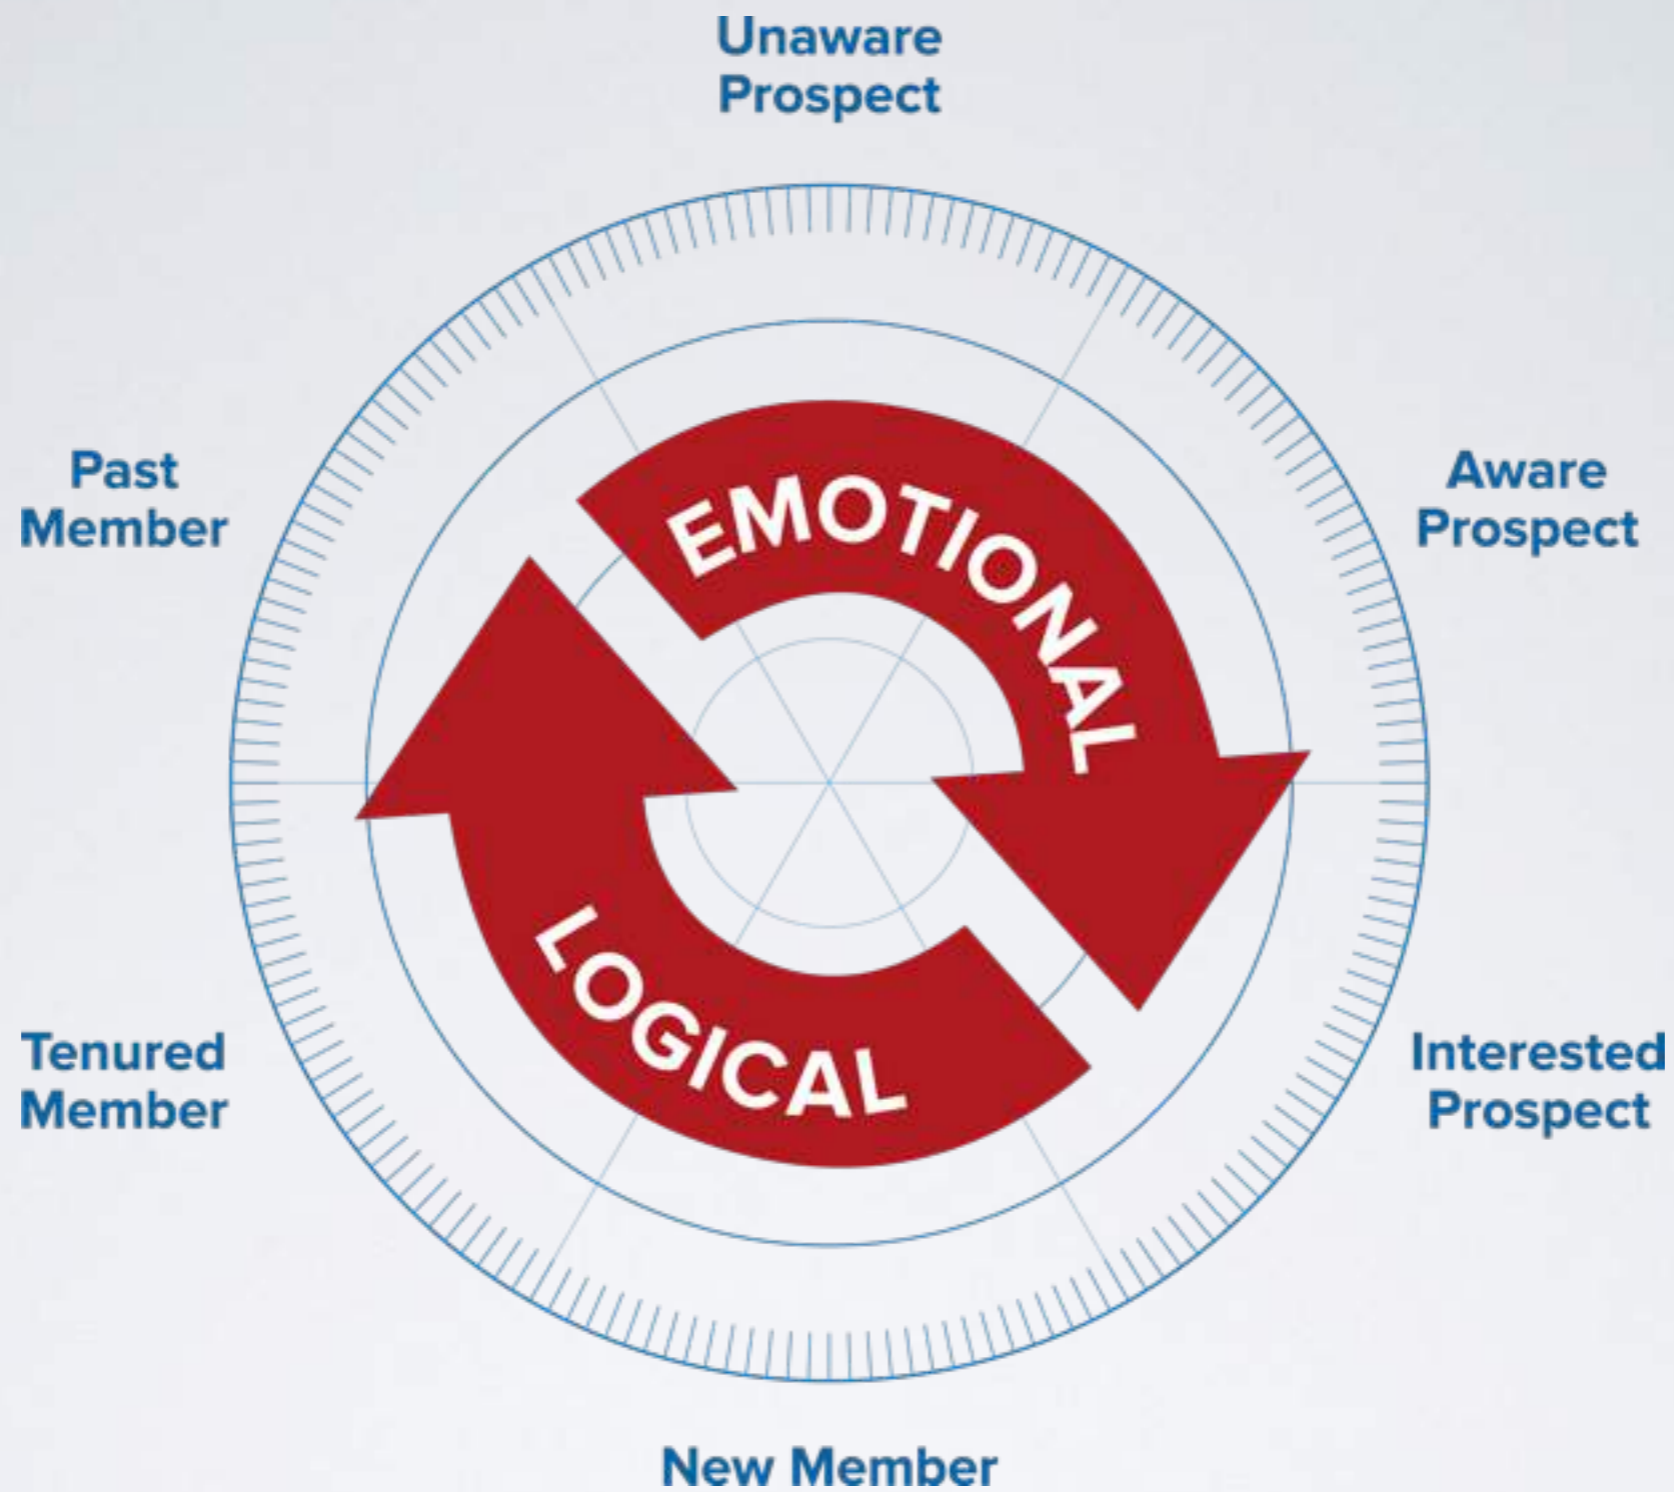 Unaware
Prospect
Past
Member
Aware
Prospect
EMOTIONAL
LOGICAL
Tenured
Member
Interested
Prospect
New Member